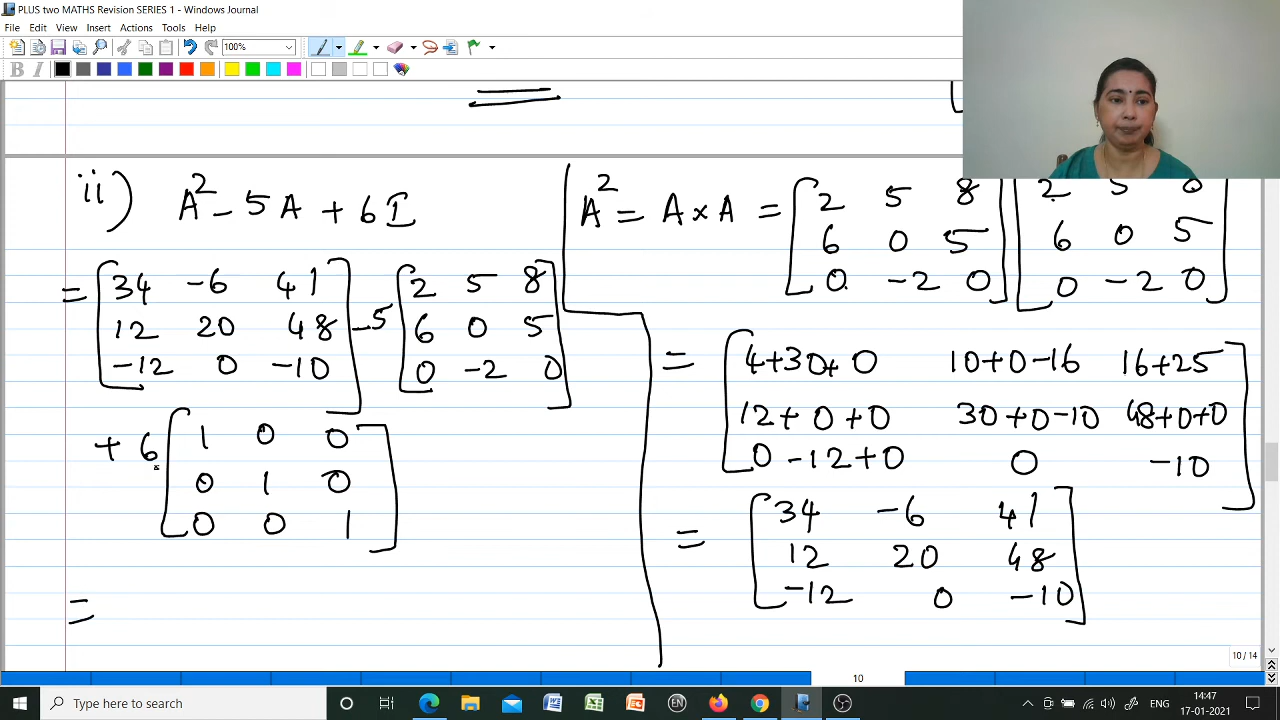 PLUS two MATHS Revision SERIES 1 - Windows Journal
File Edit View Insert Actions Tools Help
100%
B I
ii) A² - 5A + 6I
A² = A × A = [2 5 8] [2 5 8]
[6 0 5] [6 0 5]
[0 -2 0] [0 -2 0]
= [34 -6 41] -5 [2 5 8]
[12 20 48] [6 0 5]
[-12 0 -10] [0 -2 0]
+ 6 [1 0 0]
[0 1 0]
[0 0 1]
=
= [4+30+0 10+0-16 16+25]
[12+0+0 30+0-10 48+0+0]
[0-12+0 0 -10]
= [34 -6 41]
[12 20 48]
[-12 0 -10]
10 / 14
10
Type here to search
ENG
14:47
17-01-2021